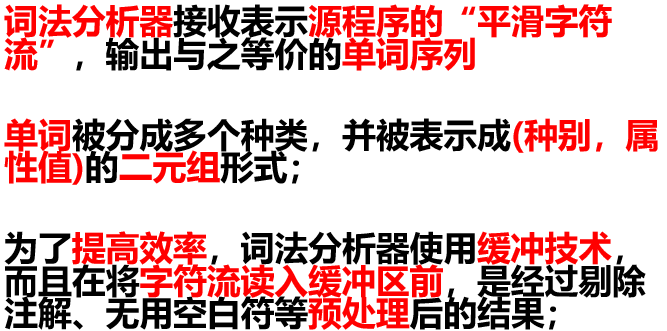 词法分析器接收表示源程序的“平滑字符
流”，输出与之等价的单词序列
单词被分成多个种类，并被表示成(种别，属
性值)的二元组形式；
为了提高效率，词法分析器使用缓冲技术，
而且在将字符流读入缓冲区前，是经过剔除
注解、无用空白符等预处理后的结果；